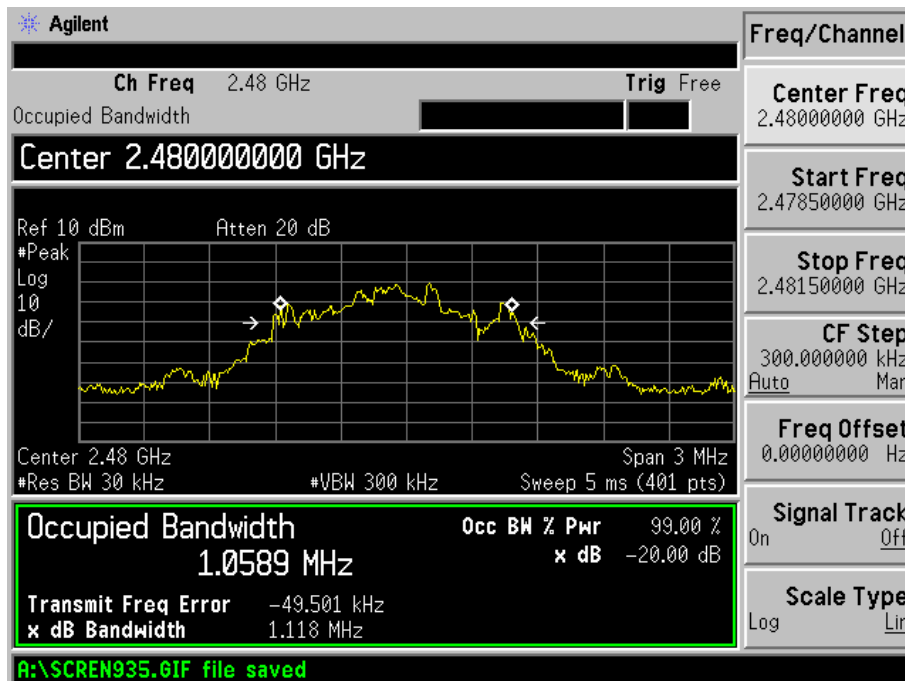 Agilent
Freq/Channel
Ch Freq 2.48 GHz Trig Free
Occupied Bandwidth
Center 2.480000000 GHz
Ref 10 dBm Atten 20 dB
#Peak
Log
10
dB/
Center 2.48 GHz Span 3 MHz
#Res BW 30 kHz #VBW 300 kHz Sweep 5 ms (401 pts)
Occupied Bandwidth
1.0589 MHz
Occ BW % Pwr 99.00 %
x dB -20.00 dB
Transmit Freq Error -49.501 kHz
x dB Bandwidth 1.118 MHz
A:\SCREN935.GIF file saved
Center Freq
2.48000000 GHz
Start Freq
2.47850000 GHz
Stop Freq
2.48150000 GHz
CF Step
300.000000 kHz
Auto Man
Freq Offset
0.00000000 Hz
Signal Track
On Off
Scale Type
Log Lin